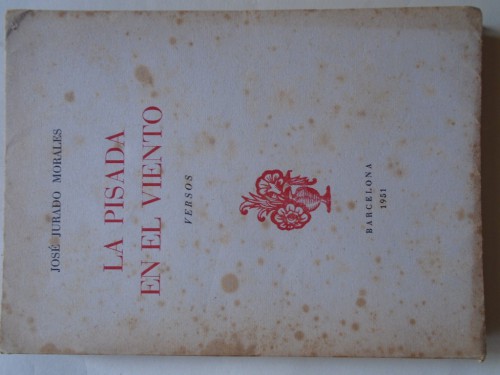 JOSÉ JURADO MORALES
LA PISADA
EN EL VIENTO
VERSOS
BARCELONA
1951